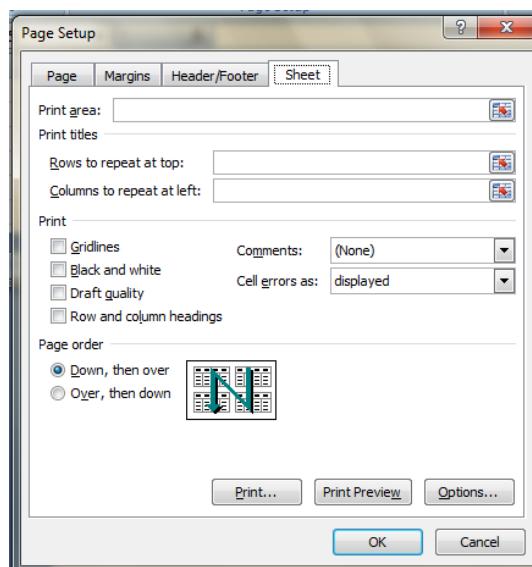 Page Setup
Page Margins Header/Footer Sheet
Print area:
Print titles
Rows to repeat at top:
Columns to repeat at left:
Print
Gridlines
Black and white
Draft quality
Row and column headings
Comments: (None)
Cell errors as: displayed
Page order
Down, then over
Over, then down
Print... Print Preview Options...
OK Cancel